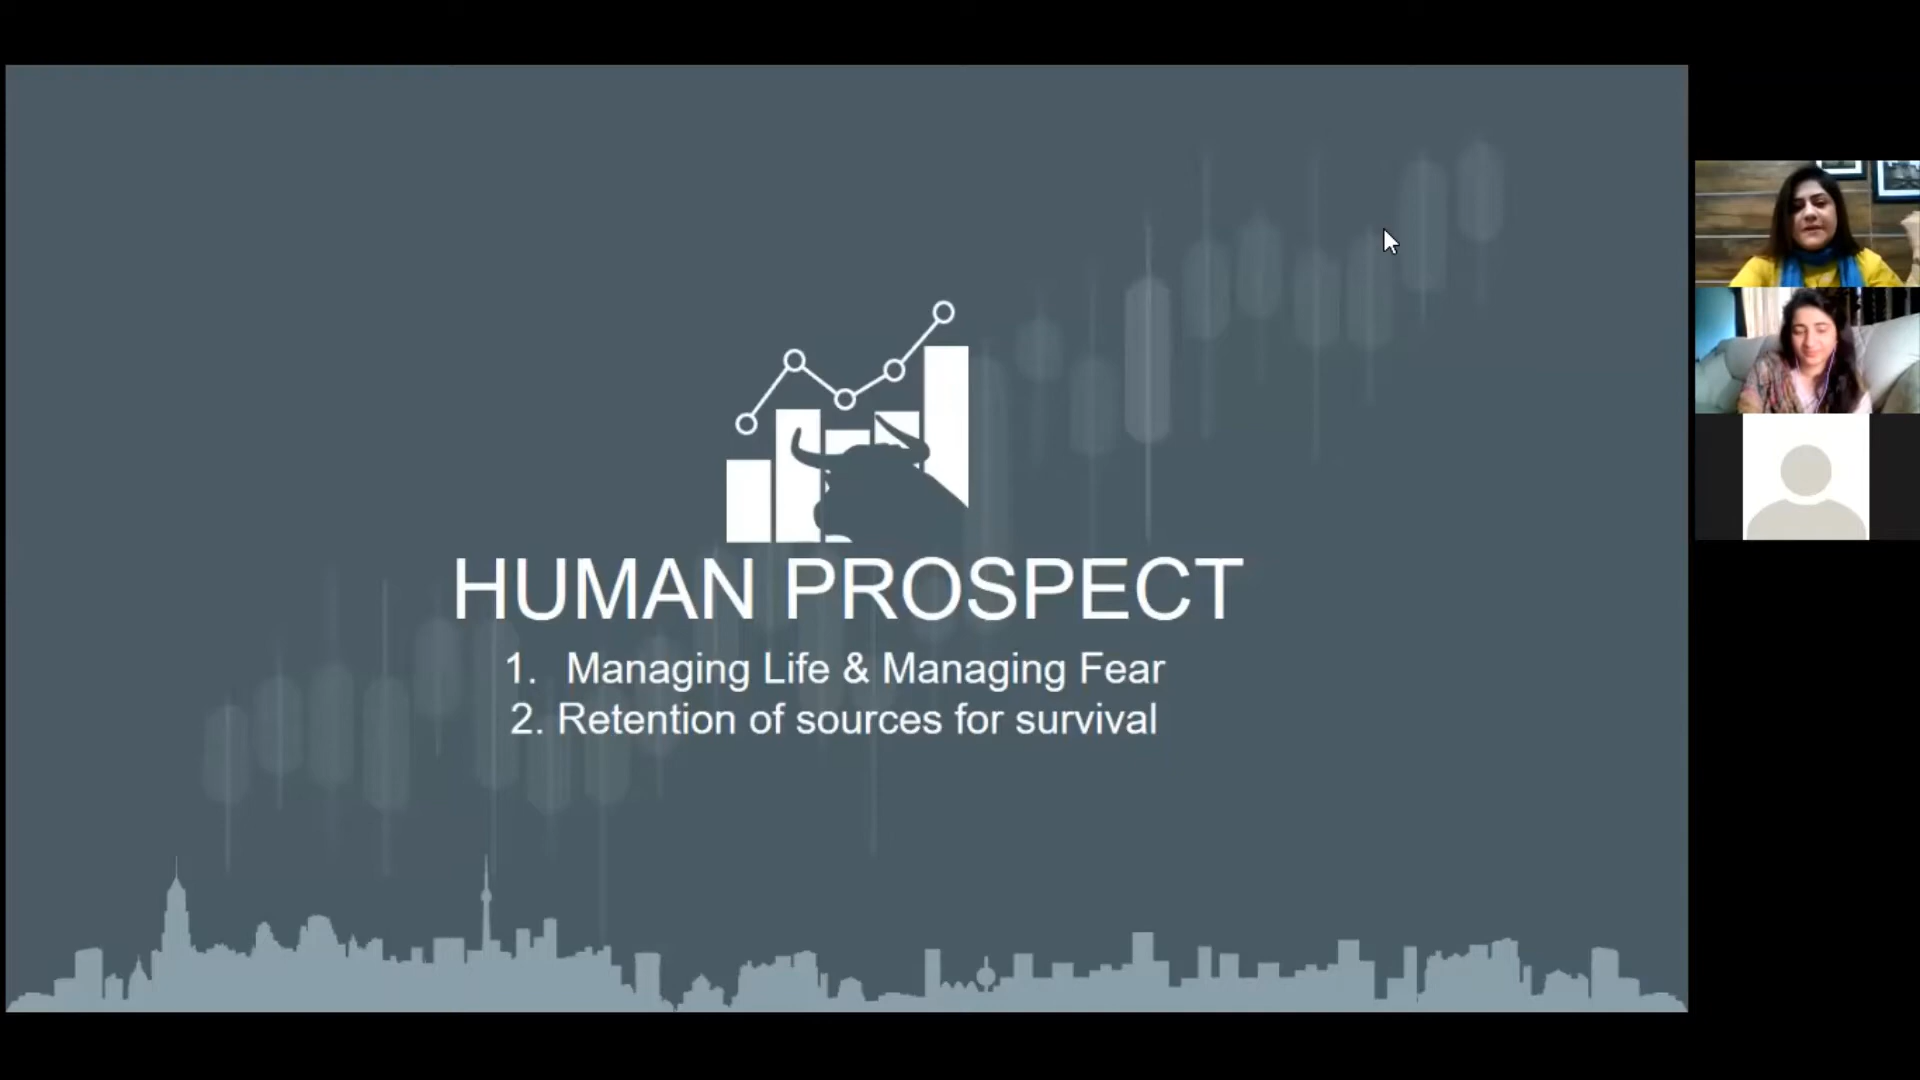 HUMAN PROSPECT
1. Managing Life & Managing Fear
2. Retention of sources for survival